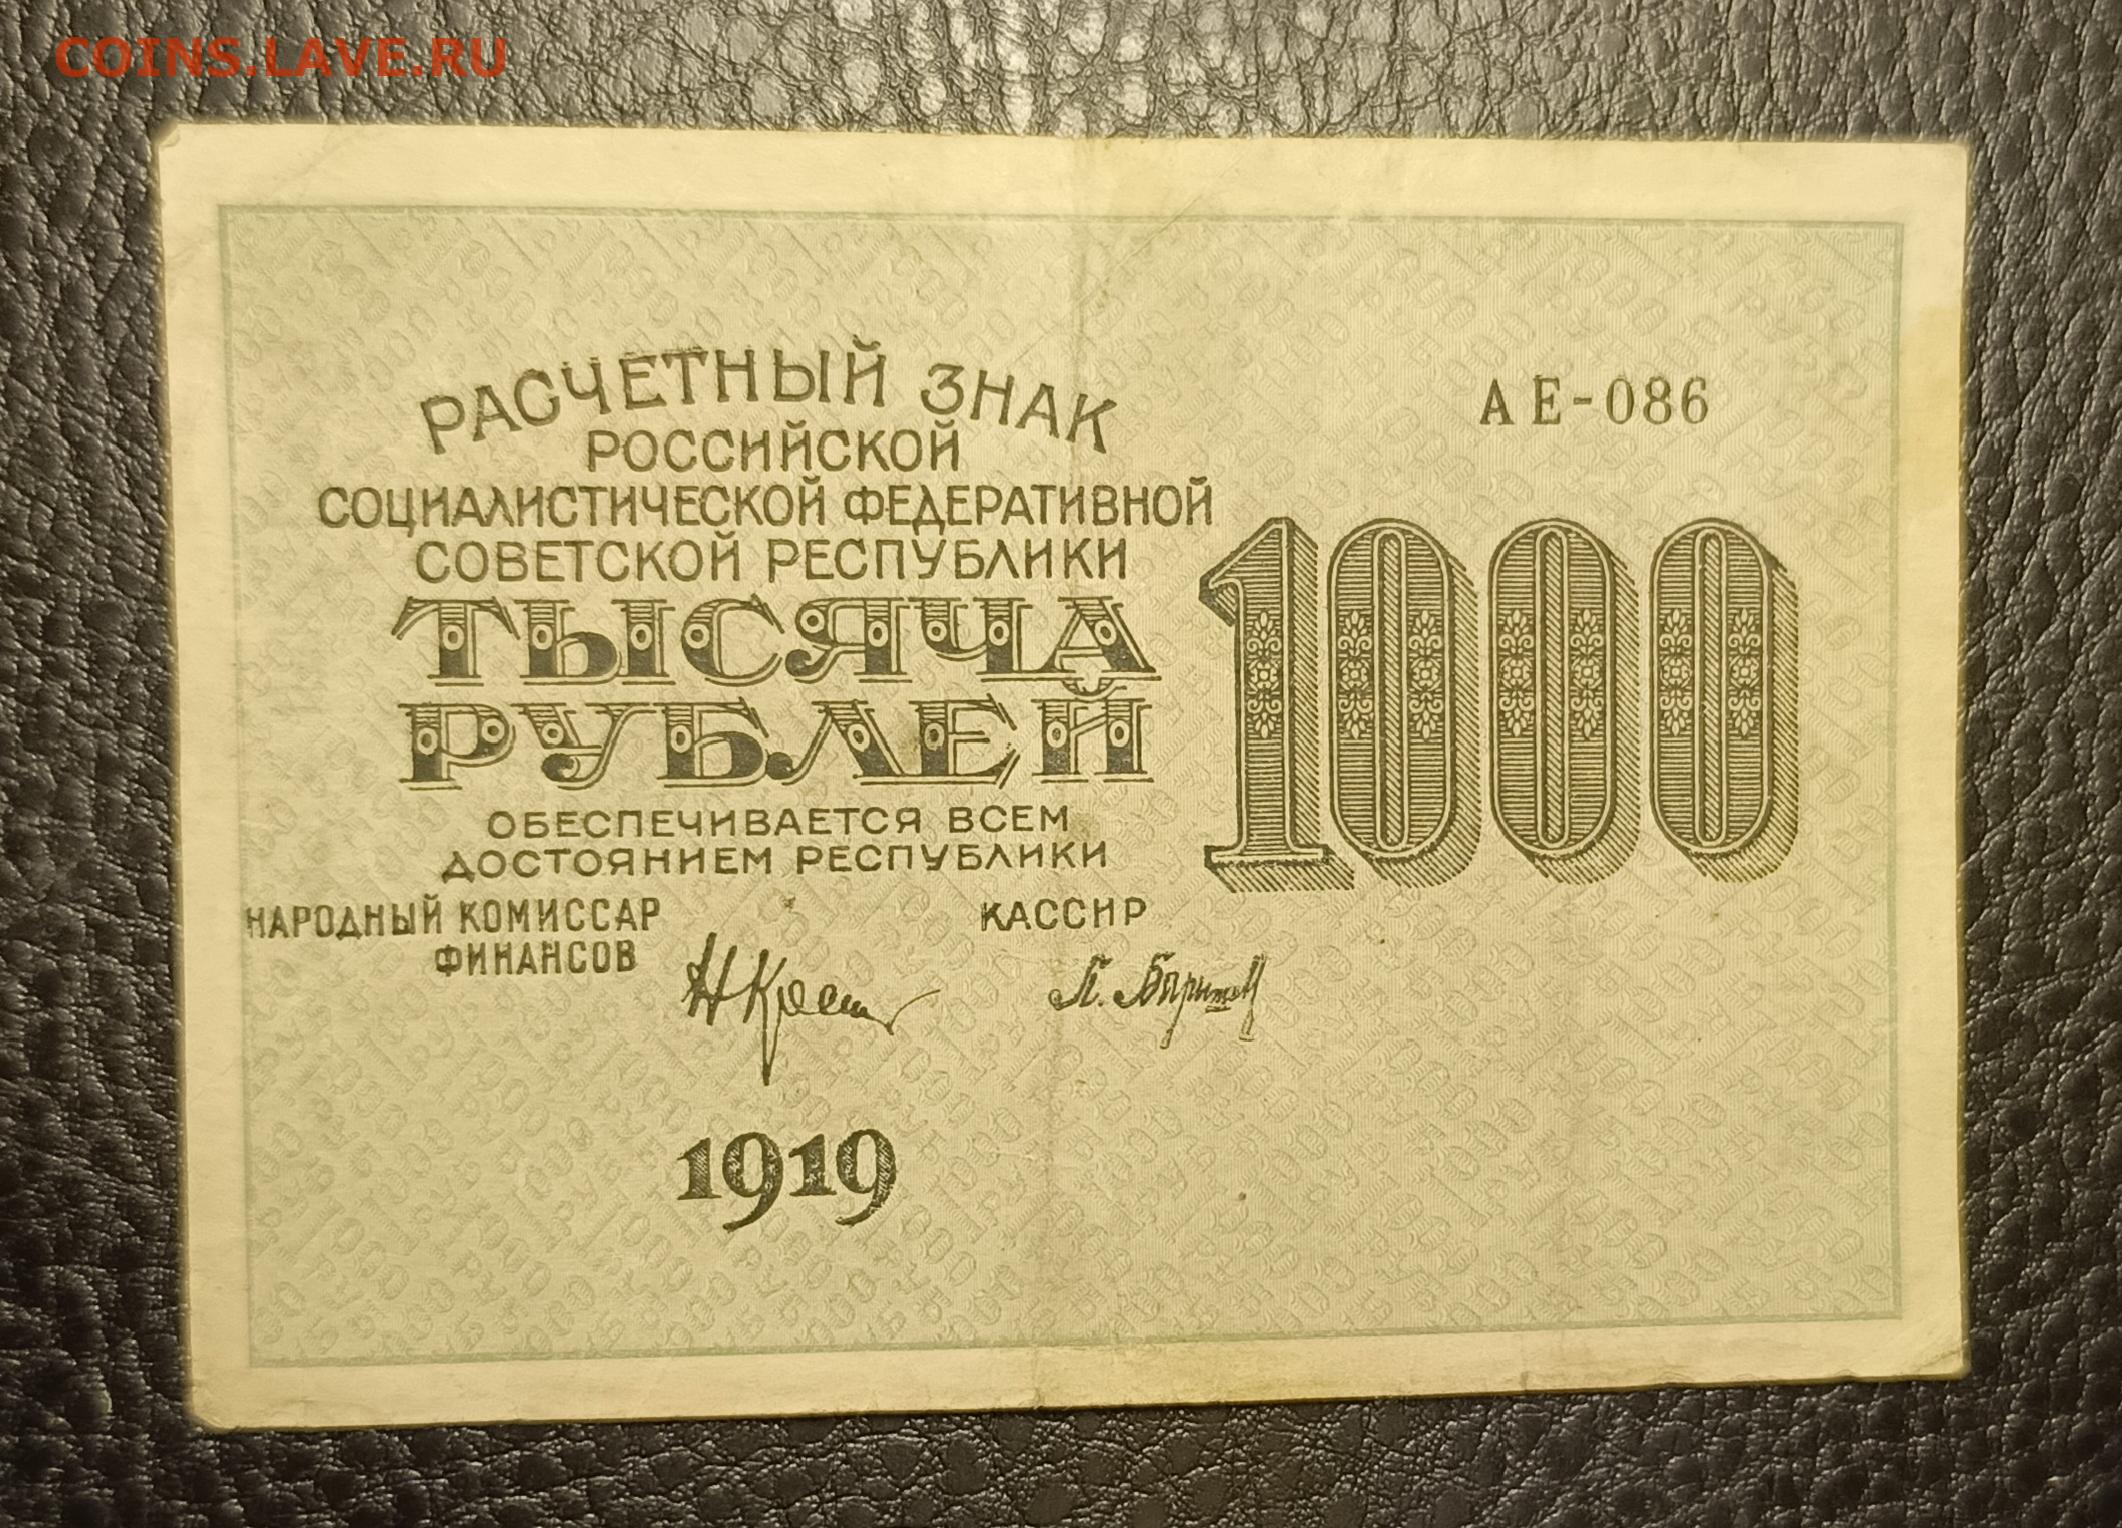 COINS.LAVE.RU
РАСЧЕТНЫЙ ЗНАК
РОССИЙСКОЙ
СОЦИАЛИСТИЧЕСКОЙ ФЕДЕРАТИВНОЙ
СОВЕТСКОЙ РЕСПУБЛИКИ
АЕ-086
ТЫСЯЧА
РУБЛЕЙ
1000
ОБЕСПЕЧИВАЕТСЯ ВСЕМ
ДОСТОЯНИЕМ РЕСПУБЛИКИ
НАРОДНЫЙ КОМИССАР
ФИНАНСОВ
КАССИР
1919